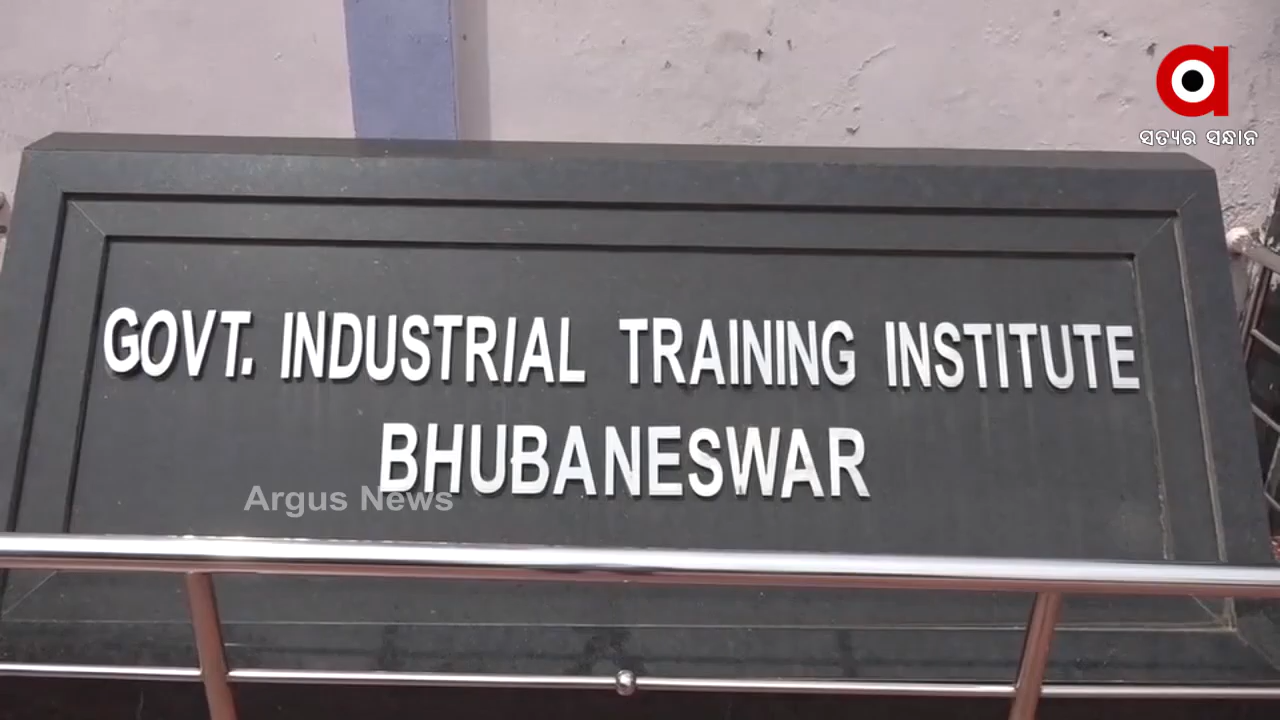 ସତ୍ୟର ସନ୍ଧାନ
GOVT. INDUSTRIAL TRAINING INSTITUTE
BHUBANESWAR
Argus News